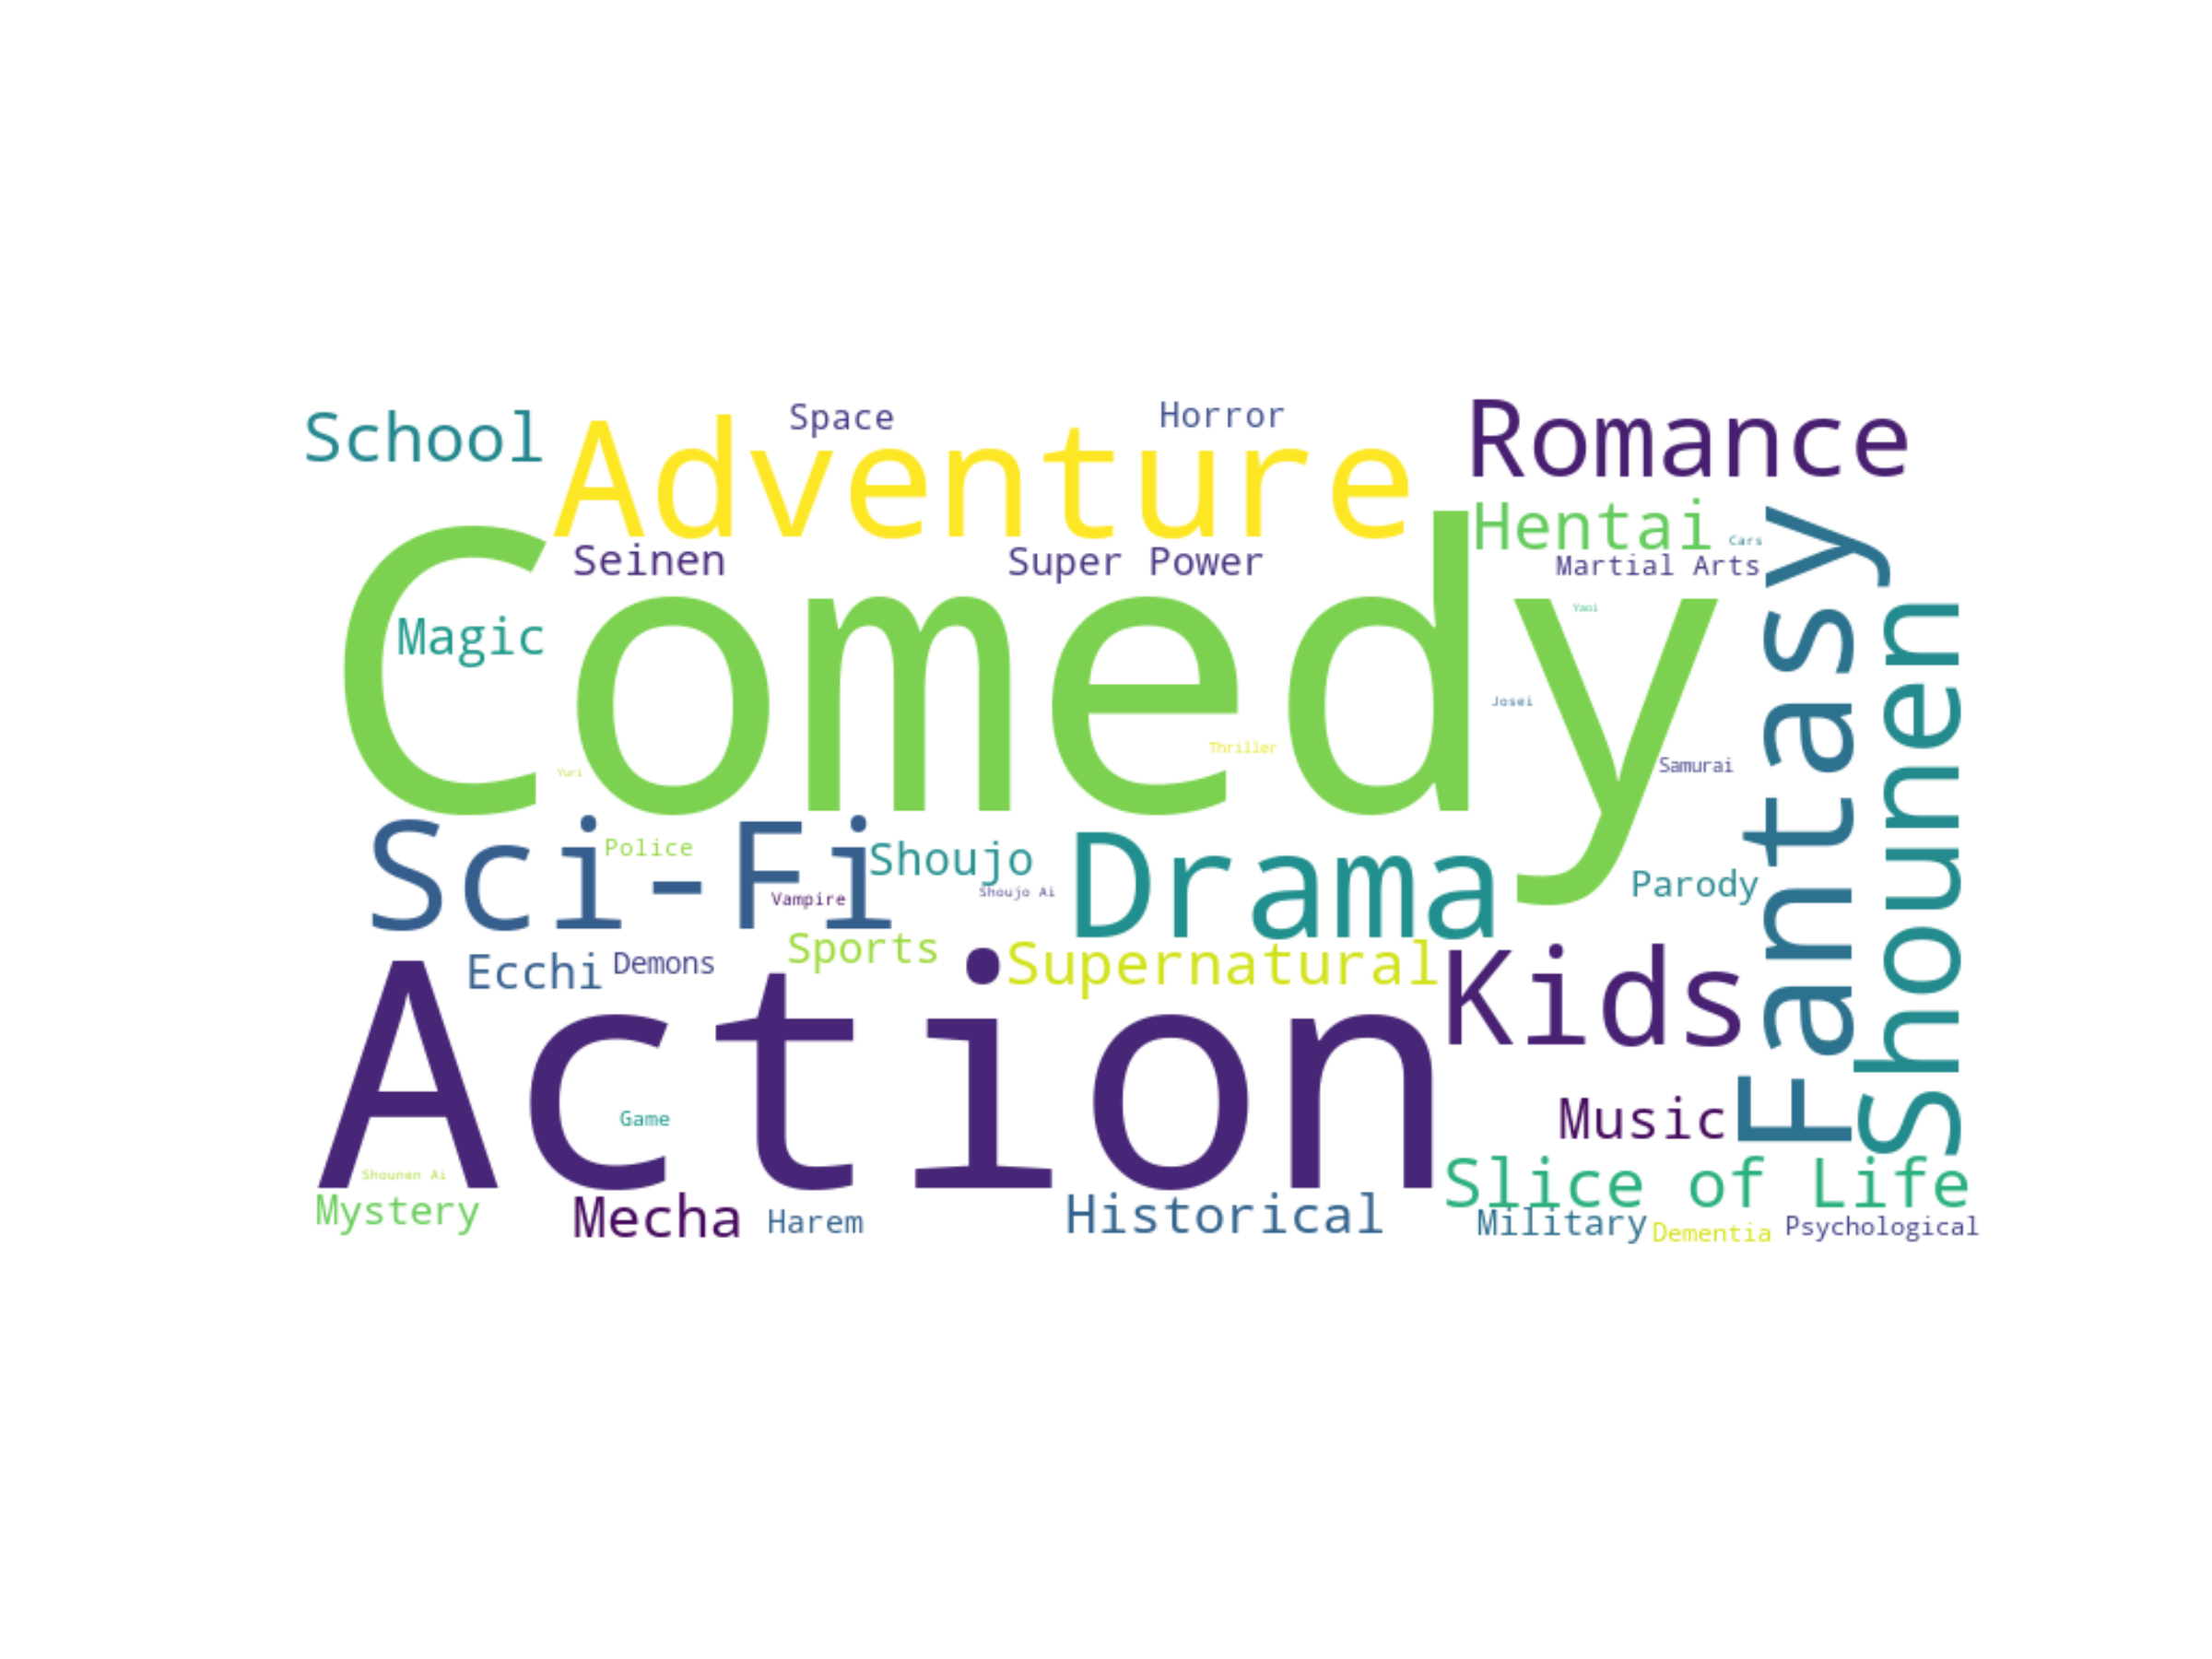 School
Adventure
Space
Horror
Romance
Seinen
Super Power
Hentai
Cars
Martial Arts
Comedy
Magic
Yaoi
Josei
Thriller
Yuri
Samurai
Fantasy
Shounen
Sci-Fi
Police
Vampire
Shoujo
Shoujo Ai
Drama
Parody
Ecchi
Demons
Sports
Supernatural
Kids
Action
Game
Shounen Ai
Music
Mystery
Mecha
Harem
Historical
Slice of Life
Military
Dementia
Psychological